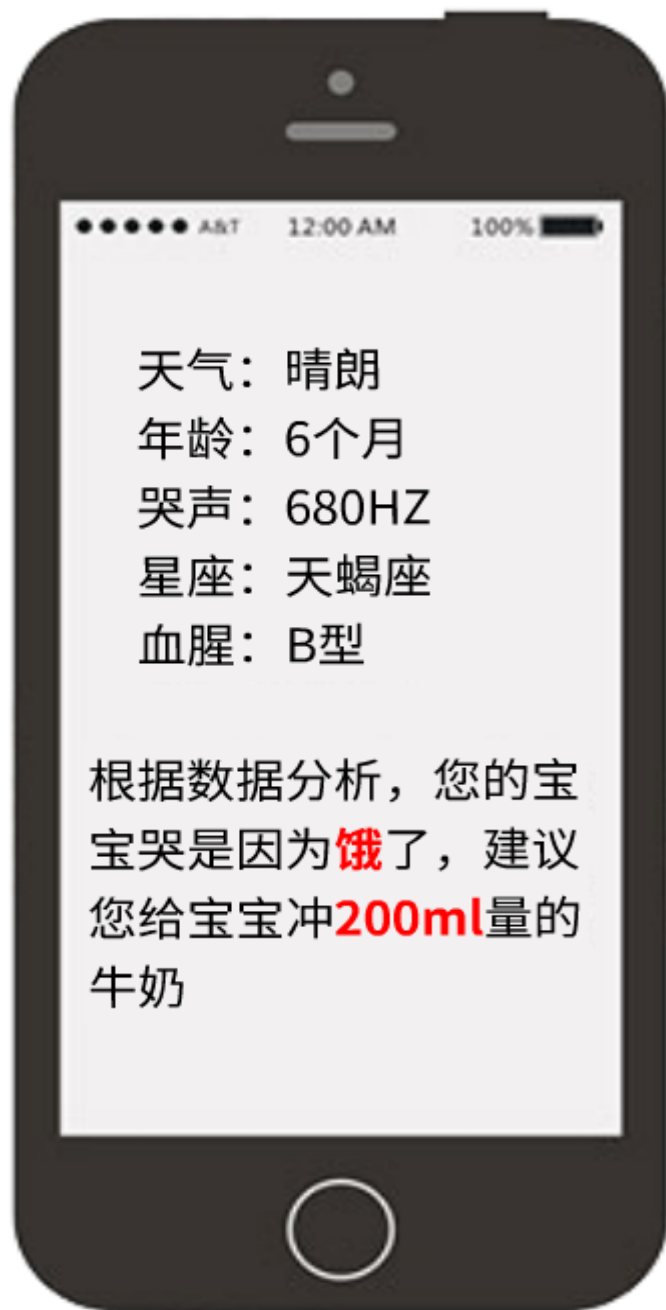 ●●●●● A&T 12:00 AM 100%
天气：晴朗
年龄：6个月
哭声：680HZ
星座：天蝎座
血腥：B型
根据数据分析，您的宝
宝哭是因为饿了，建议
您给宝宝冲200ml量的
牛奶